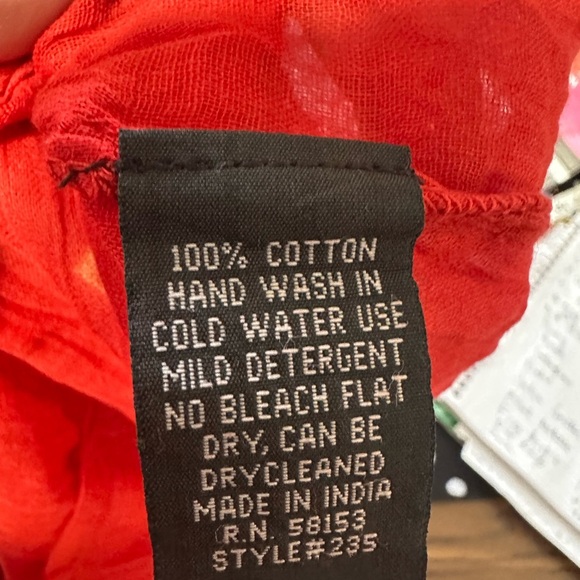 100% COTTON
HAND WASH IN
COLD WATER USE
MILD DETERGENT
NO BLEACH FLAT
DRY, CAN BE
DRYCLEANED
MADE IN INDIA
R.N. 58153
STYLE#235